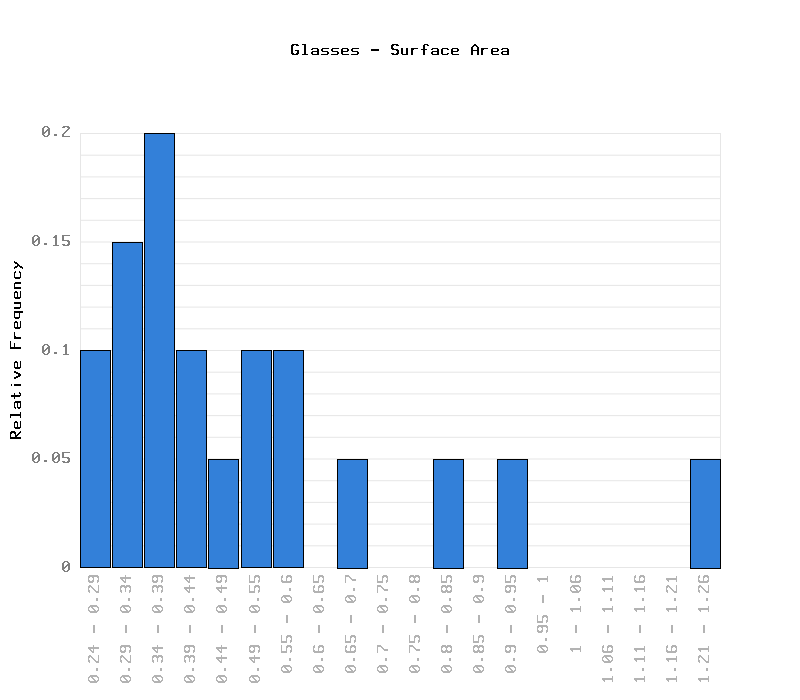 Glasses - Surface Area
Relative Frequency
0.2
0.15
0.1
0.05
0
0.24 - 0.29
0.29 - 0.34
0.34 - 0.39
0.39 - 0.44
0.44 - 0.49
0.49 - 0.55
0.55 - 0.6
0.6 - 0.65
0.65 - 0.7
0.7 - 0.75
0.75 - 0.8
0.8 - 0.85
0.85 - 0.9
0.9 - 0.95
0.95 - 1
1 - 1.06
1.06 - 1.11
1.11 - 1.16
1.16 - 1.21
1.21 - 1.26